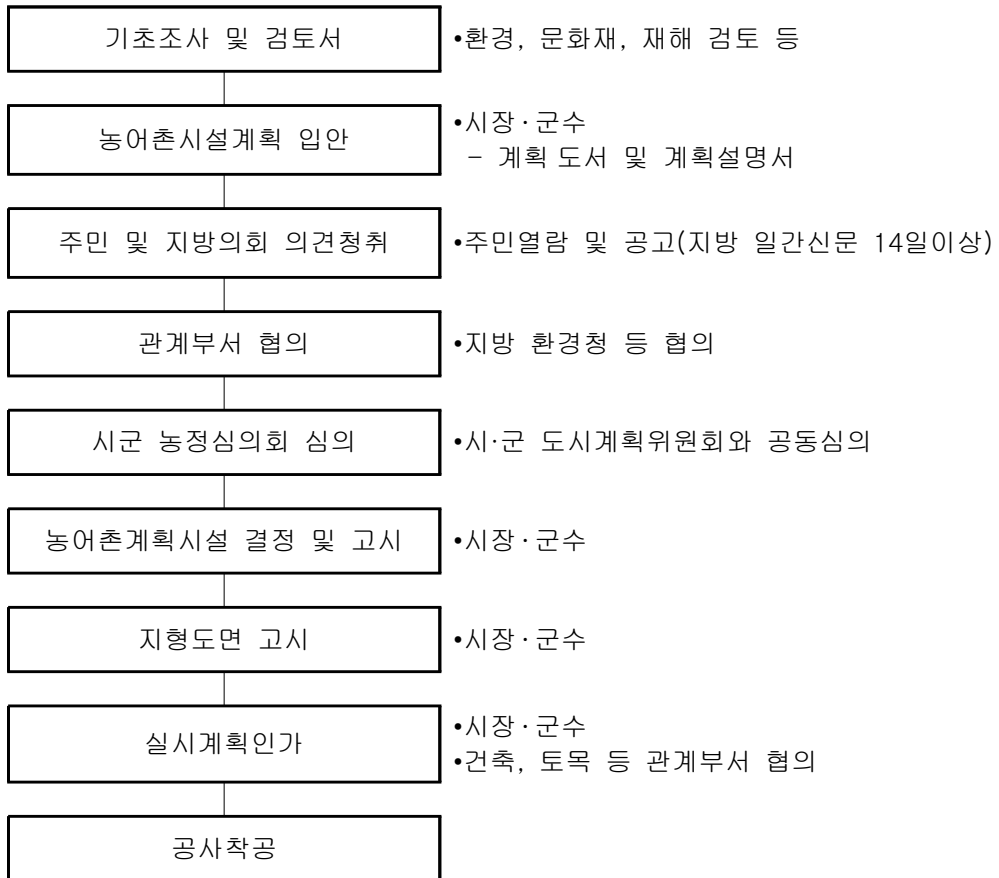 기초조사 및 검토서
•환경, 문화재, 재해 검토 등
농어촌시설계획 입안
•시장·군수
- 계획 도서 및 계획설명서
주민 및 지방의회 의견청취
•주민열람 및 공고(지방 일간신문 14일이상)
관계부서 협의
•지방 환경청 등 협의
시군 농정심의회 심의
•시·군 도시계획위원회와 공동심의
농어촌계획시설 결정 및 고시
•시장·군수
지형도면 고시
•시장·군수
실시계획인가
•시장·군수
•건축, 토목 등 관계부서 협의
공사착공